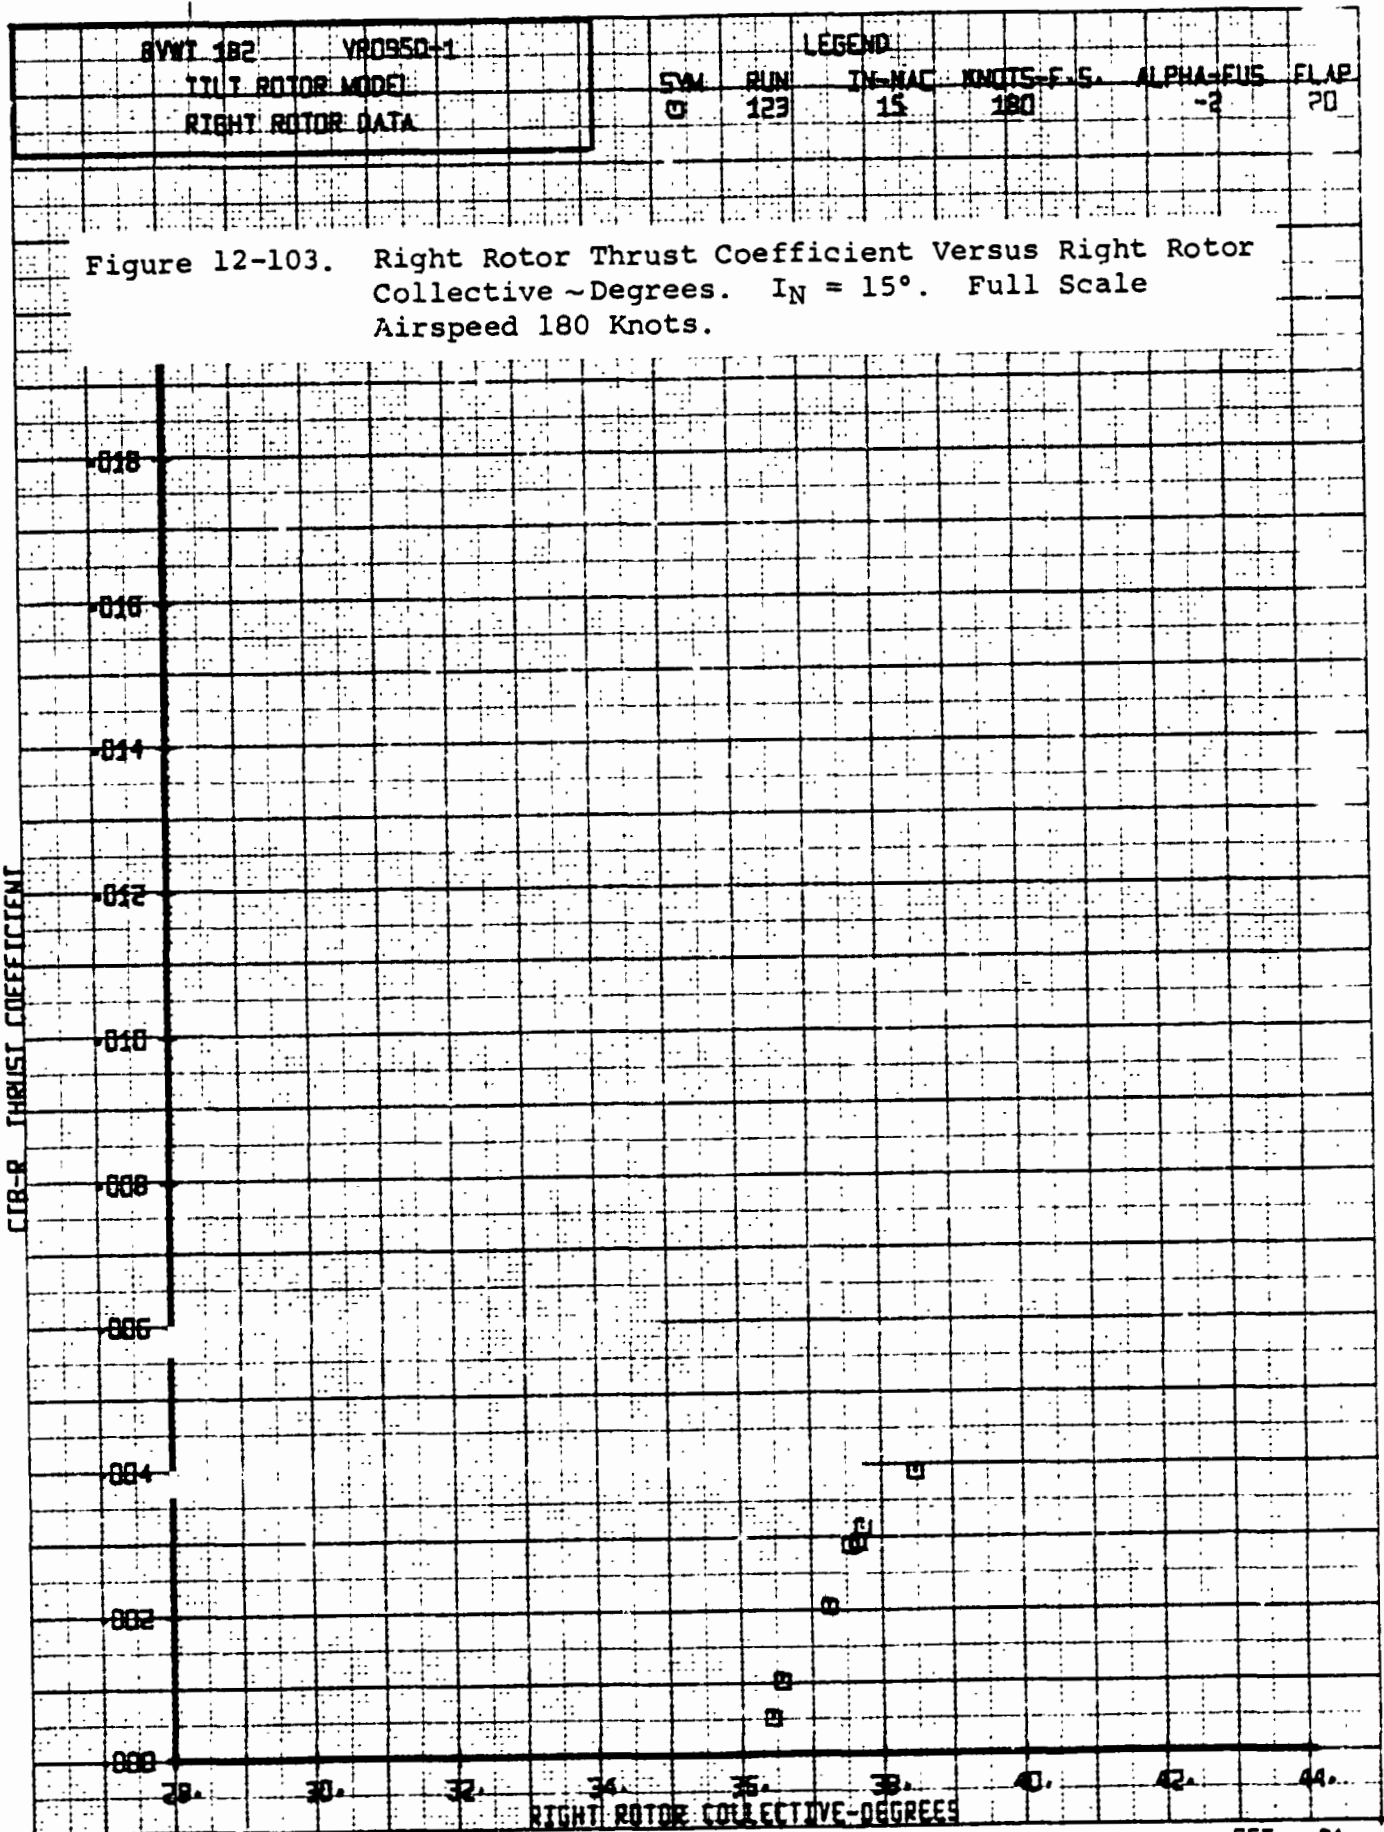 BVWT 182 VR0950-1
TILT ROTOR MODEL
RIGHT ROTOR DATA
LEGEND
SYM RUN IN-NAC KNOTS-F.S. ALPHA-FUS FLAP
123 15 180 -2 20
Figure 12-103. Right Rotor Thrust Coefficient Versus Right Rotor
Collective ~ Degrees. IN = 15°. Full Scale
Airspeed 180 Knots.
.018
.016
.014
.012
.010
.008
.006
.004
.002
.000
THRUST COEFFICIENT
28. 30. 32. 34. 36. 38. 40. 42. 44.
RIGHT ROTOR COLLECTIVE-DEGREES